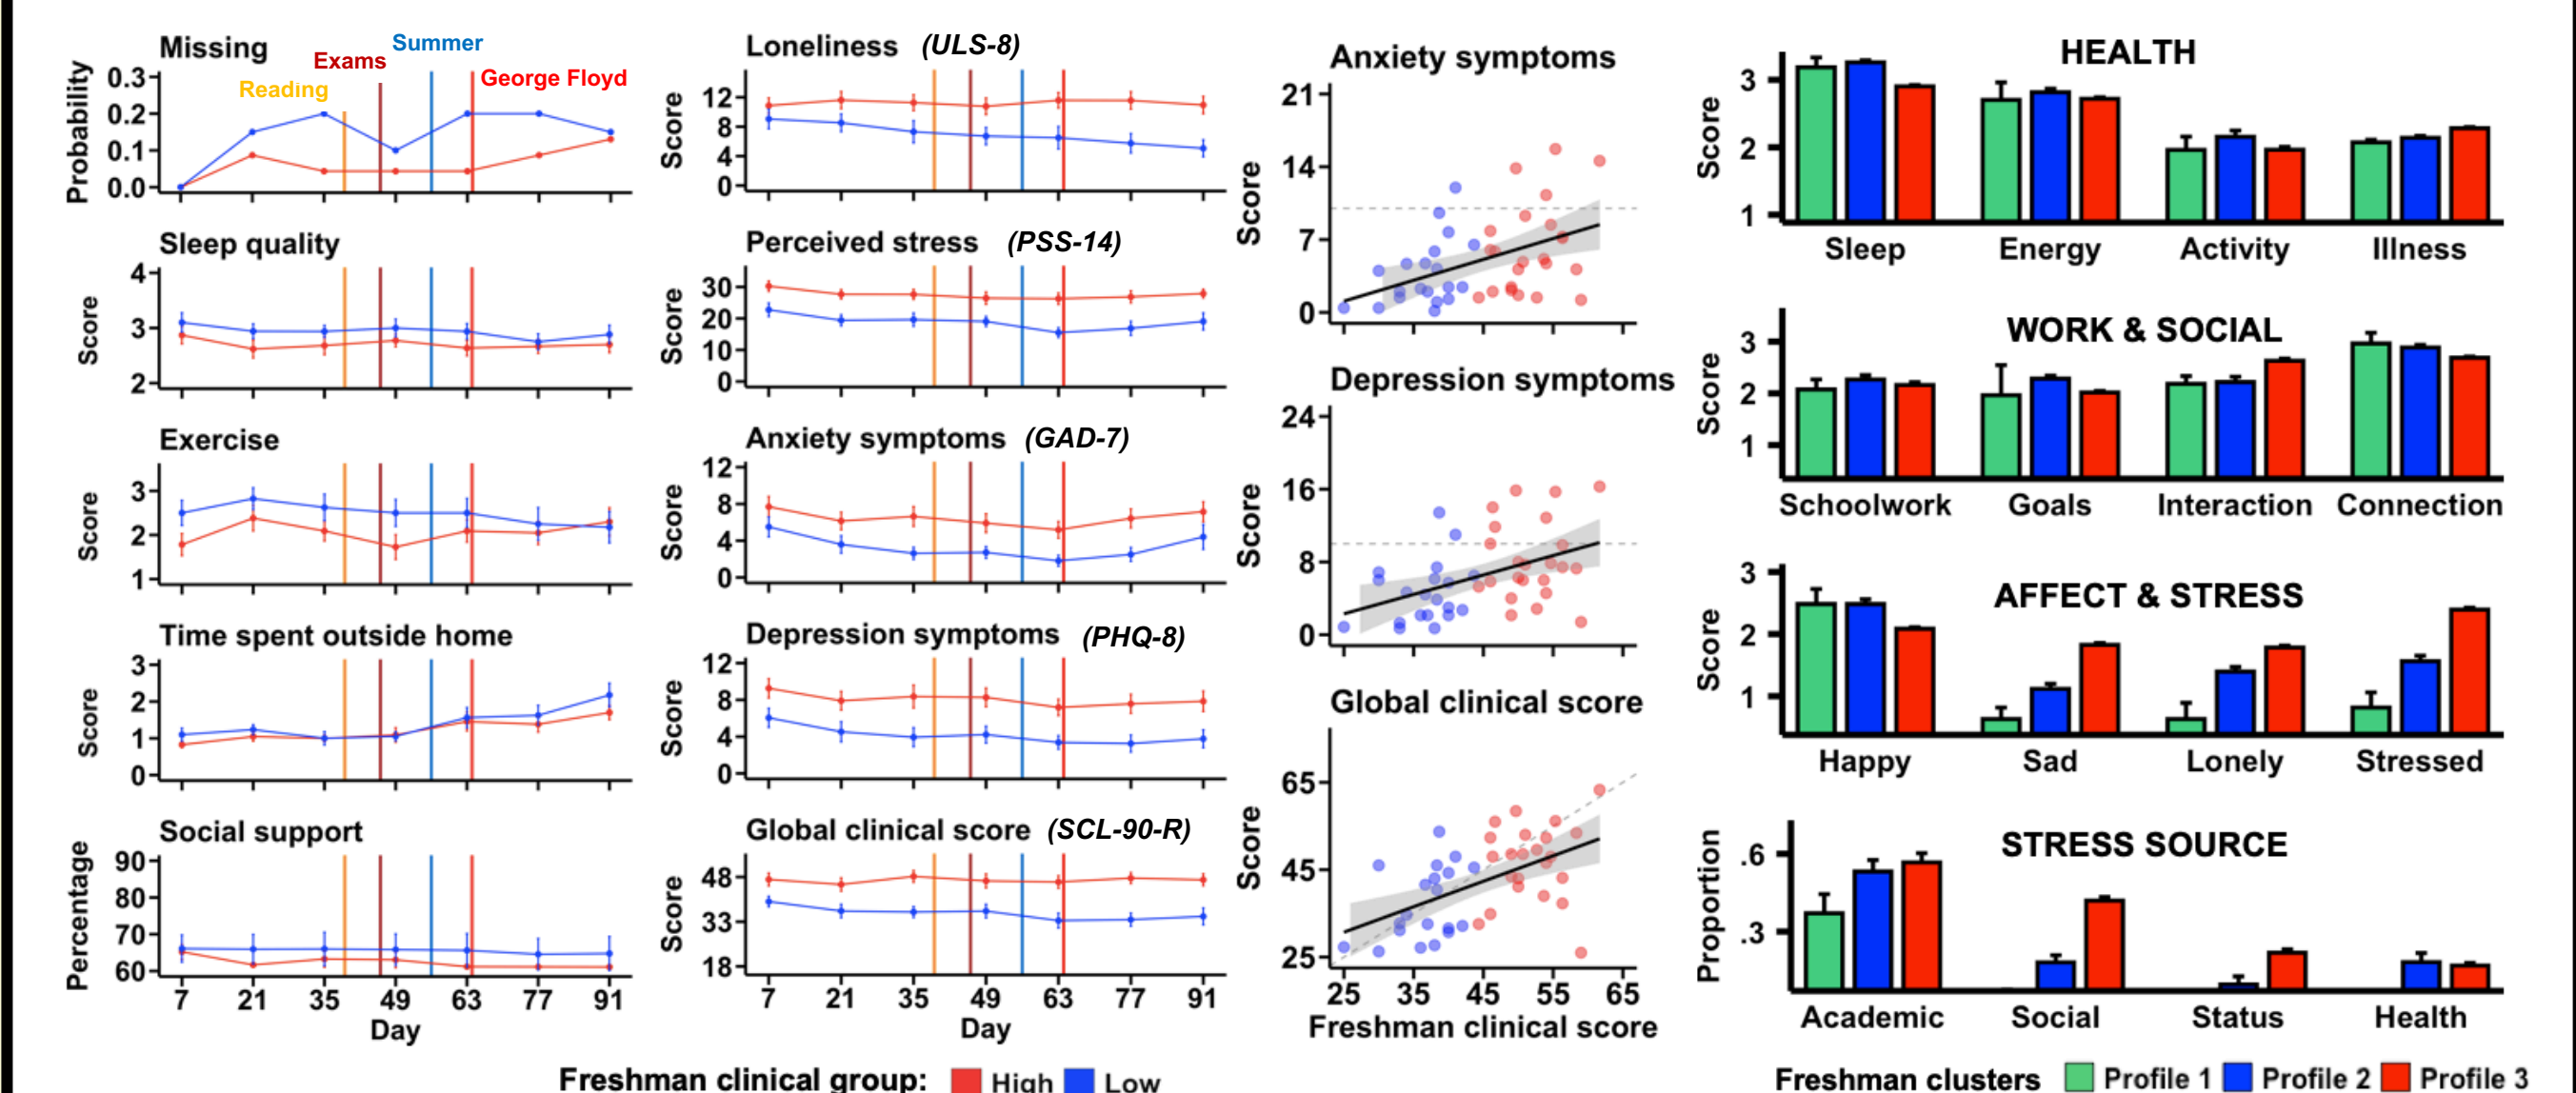 Missing
Reading
Exams
Summer
George Floyd
Probability
0.3
0.2
0.1
0.0
Sleep quality
Score
4
3
2
Exercise
Score
3
2
1
Time spent outside home
Score
3
2
1
0
Social support
Percentage
90
80
70
60
7 21 35 49 63 77 91
Day
Loneliness (ULS-8)
Score
12
8
4
0
Perceived stress (PSS-14)
Score
30
20
10
0
Anxiety symptoms (GAD-7)
Score
12
8
4
0
Depression symptoms (PHQ-8)
Score
12
8
4
0
Global clinical score (SCL-90-R)
Score
48
33
18
7 21 35 49 63 77 91
Day
Freshman clinical group: High Low
Anxiety symptoms
Score
21
14
7
0
Depression symptoms
Score
24
16
8
0
Global clinical score
Score
65
45
25
25 35 45 55 65
Freshman clinical score
HEALTH
Score
3
2
1
Sleep Energy Activity Illness
WORK & SOCIAL
Score
3
2
1
Schoolwork Goals Interaction Connection
AFFECT & STRESS
Score
3
2
1
Happy Sad Lonely Stressed
STRESS SOURCE
Proportion
.6
.3
Academic Social Status Health
Freshman clusters Profile 1 Profile 2 Profile 3